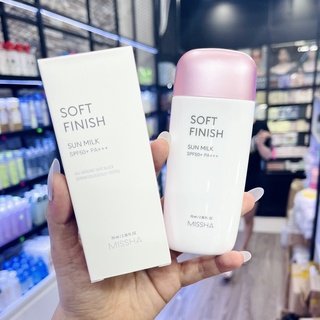 SOFT
FINISH
SUN MILK
SPF50+ PA+++
MISSHA
SOFT
FINISH
SUN MILK
SPF50+ PA+++
MISSHA